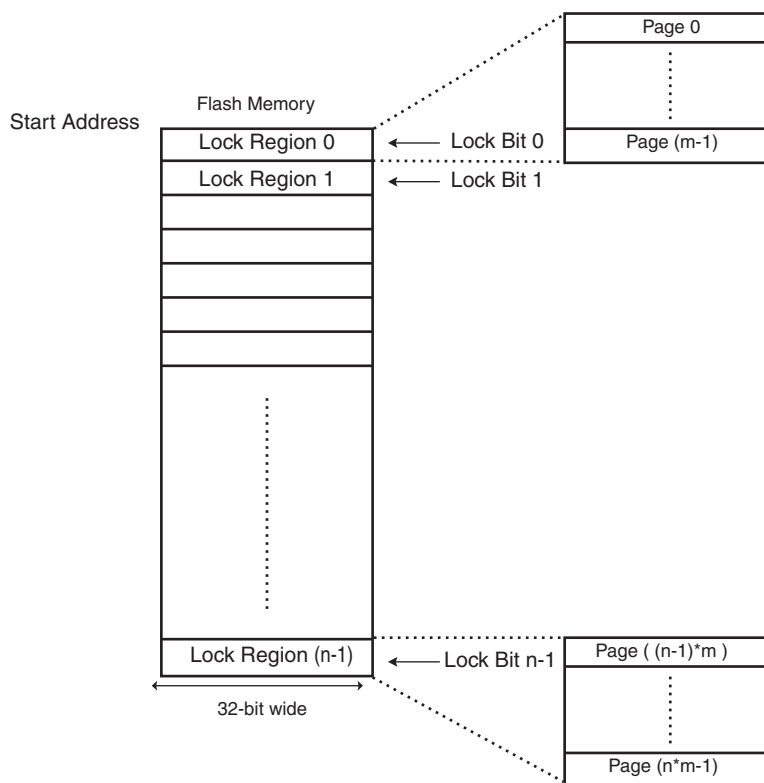 Page 0
Flash Memory
Start Address
Lock Region 0
Lock Bit 0
Page (m-1)
Lock Region 1
Lock Bit 1
Lock Region (n-1)
Lock Bit n-1
Page ( (n-1)*m )
32-bit wide
Page (n*m-1)